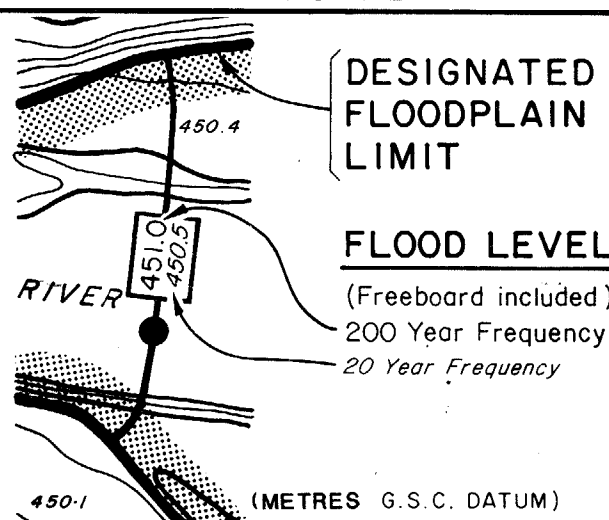 DESIGNATED
FLOODPLAIN
LIMIT
450.4
451.0
450.5
RIVER
FLOOD LEVEL
(Freeboard included)
200 Year Frequency
20 Year Frequency
450.1
(METRES G.S.C. DATUM)